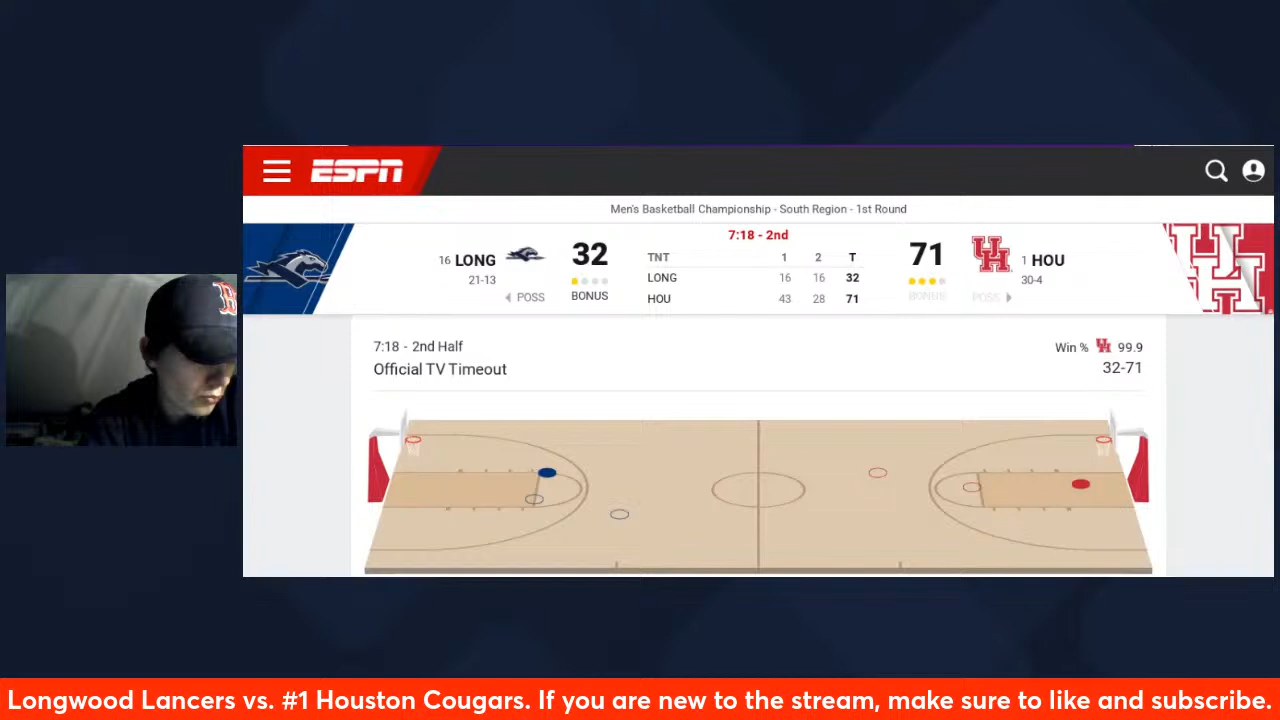 ESPN
Men's Basketball Championship - South Region - 1st Round
7:18 - 2nd
16 LONG 32 TNT 1 2 T 71 1 HOU
21-13 LONG 16 16 32 30-4
POSS BONUS HOU 43 28 71 BONUS POSS
7:18 - 2nd Half Win % 99.9
Official TV Timeout 32-71
Longwood Lancers vs. #1 Houston Cougars. If you are new to the stream, make sure to like and subscribe.